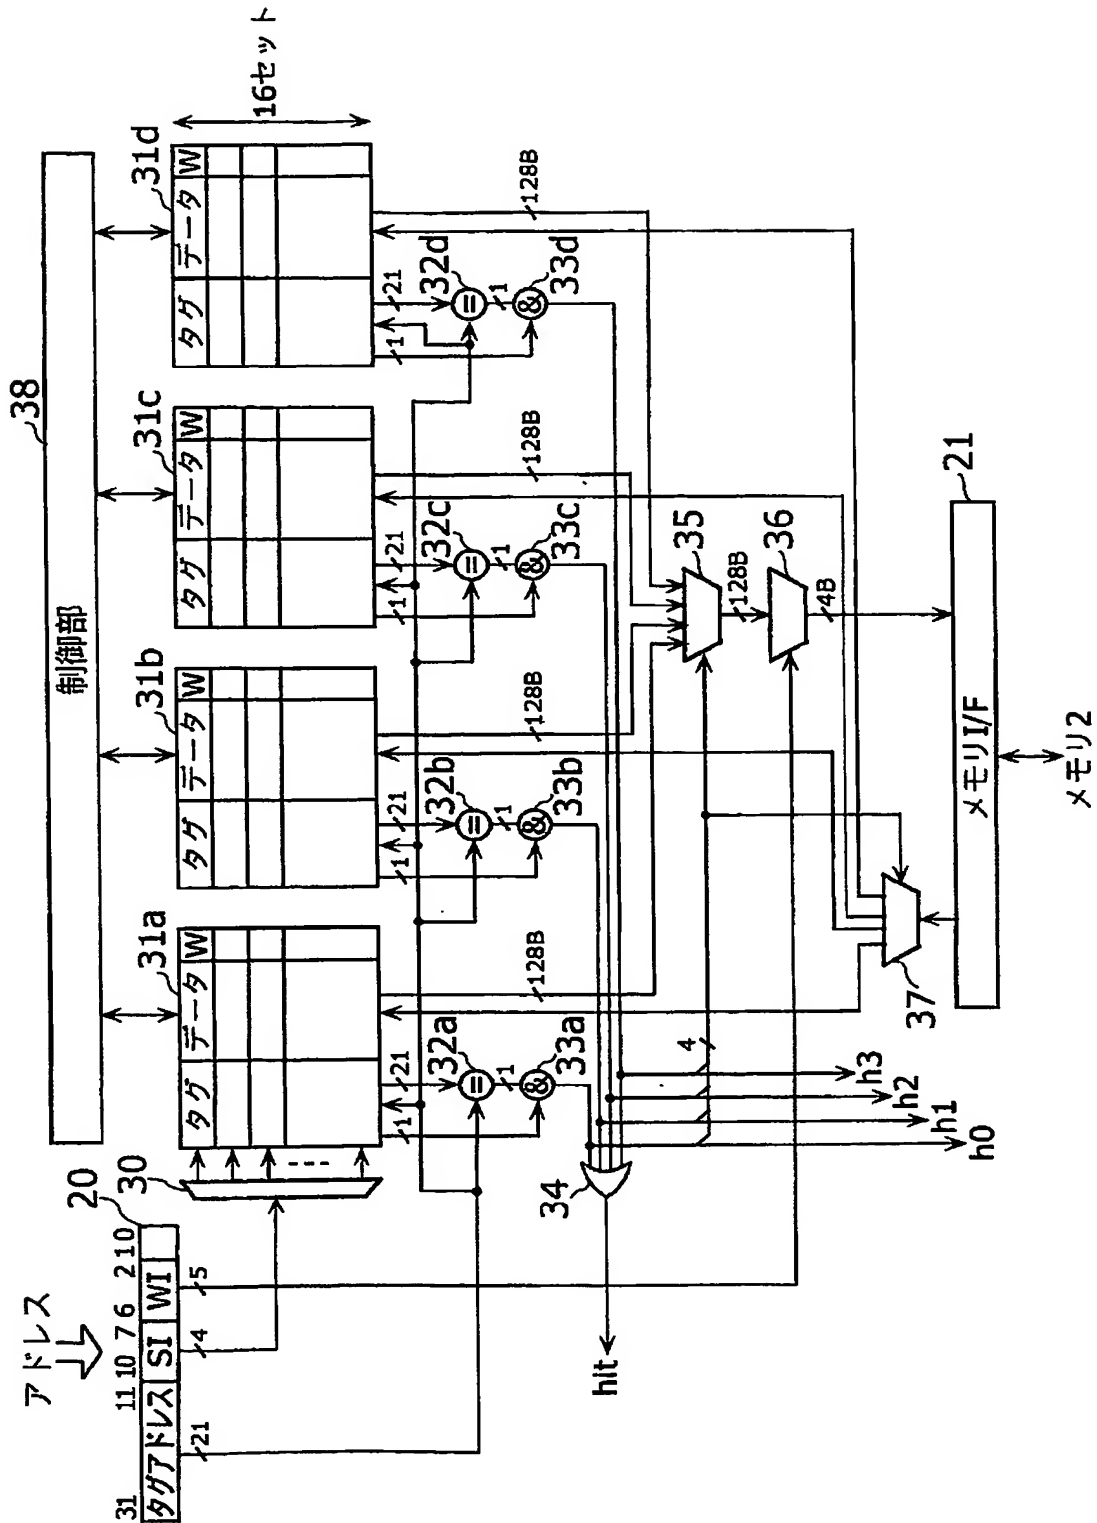 アドレス
31 11 10 7 6 2 1 0
タグアドレス SI WI
20
21
4
5
30
制御部
38
31a
タグ データ W
31b
タグ データ W
31c
タグ データ W
31d
タグ データ W
16セット
1
21
32a
=
1
33a
&
128B
1
21
32b
=
1
33b
&
128B
1
21
32c
=
1
33c
&
128B
1
21
32d
=
1
33d
&
128B
34
hit
4
h0
h1
h2
h3
35
128B
36
4B
37
メモリI/F
21
メモリ2